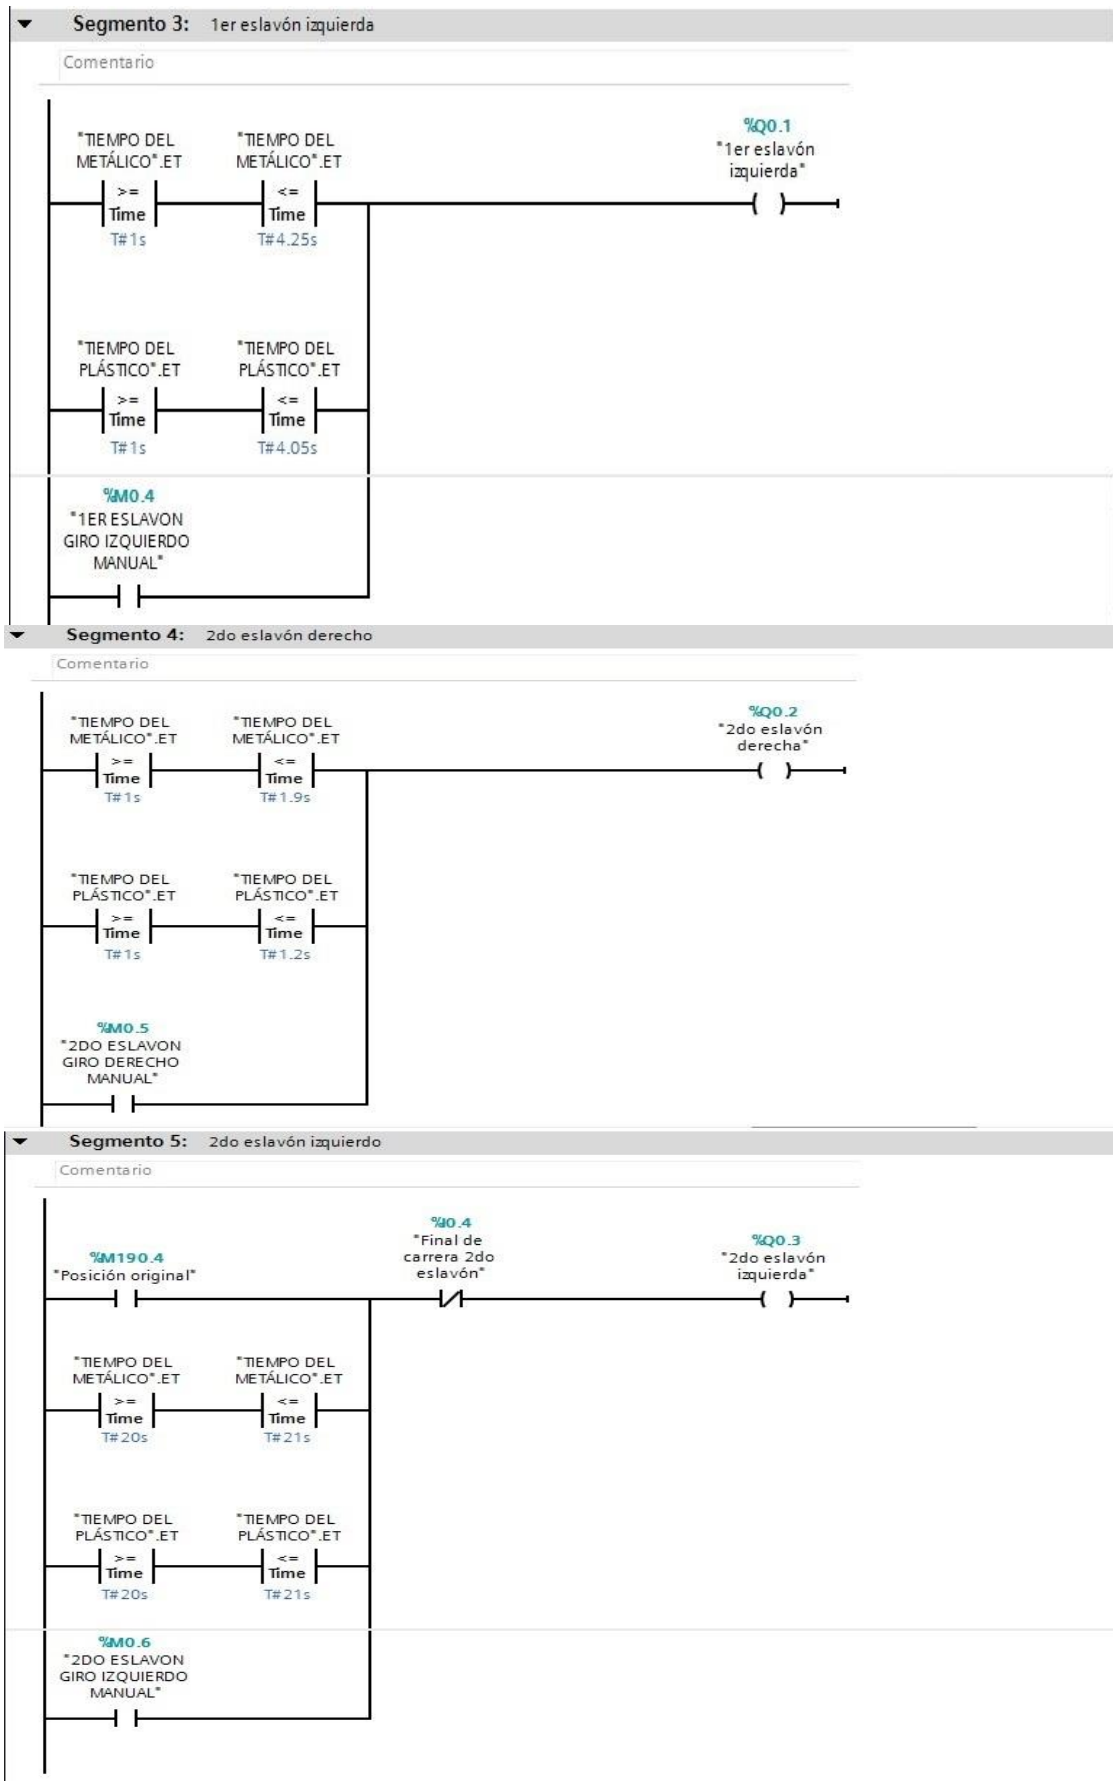 Segmento 3: 1er eslavón izquierda
Comentario
"TIEMPO DEL
METÁLICO".ET
>=
Time
T#1s
"TIEMPO DEL
METÁLICO".ET
<=
Time
T#4.25s
%Q0.1
"1er eslavón
izquierda"
"TIEMPO DEL
PLÁSTICO".ET
>=
Time
T#1s
"TIEMPO DEL
PLÁSTICO".ET
<=
Time
T#4.05s
%M0.4
"1ER ESLAVON
GIRO IZQUIERDO
MANUAL"
Segmento 4: 2do eslavón derecho
Comentario
"TIEMPO DEL
METÁLICO".ET
>=
Time
T#1s
"TIEMPO DEL
METÁLICO".ET
<=
Time
T#1.9s
%Q0.2
"2do eslavón
derecha"
"TIEMPO DEL
PLÁSTICO".ET
>=
Time
T#1s
"TIEMPO DEL
PLÁSTICO".ET
<=
Time
T#1.2s
%M0.5
"2DO ESLAVON
GIRO DERECHO
MANUAL"
Segmento 5: 2do eslavón izquierdo
Comentario
%M190.4
"Posición original"
%I0.4
"Final de
carrera 2do
eslavón"
%Q0.3
"2do eslavón
izquierda"
"TIEMPO DEL
METÁLICO".ET
>=
Time
T#20s
"TIEMPO DEL
METÁLICO".ET
<=
Time
T#21s
"TIEMPO DEL
PLÁSTICO".ET
>=
Time
T#20s
"TIEMPO DEL
PLÁSTICO".ET
<=
Time
T#21s
%M0.6
"2DO ESLAVON
GIRO IZQUIERDO
MANUAL"